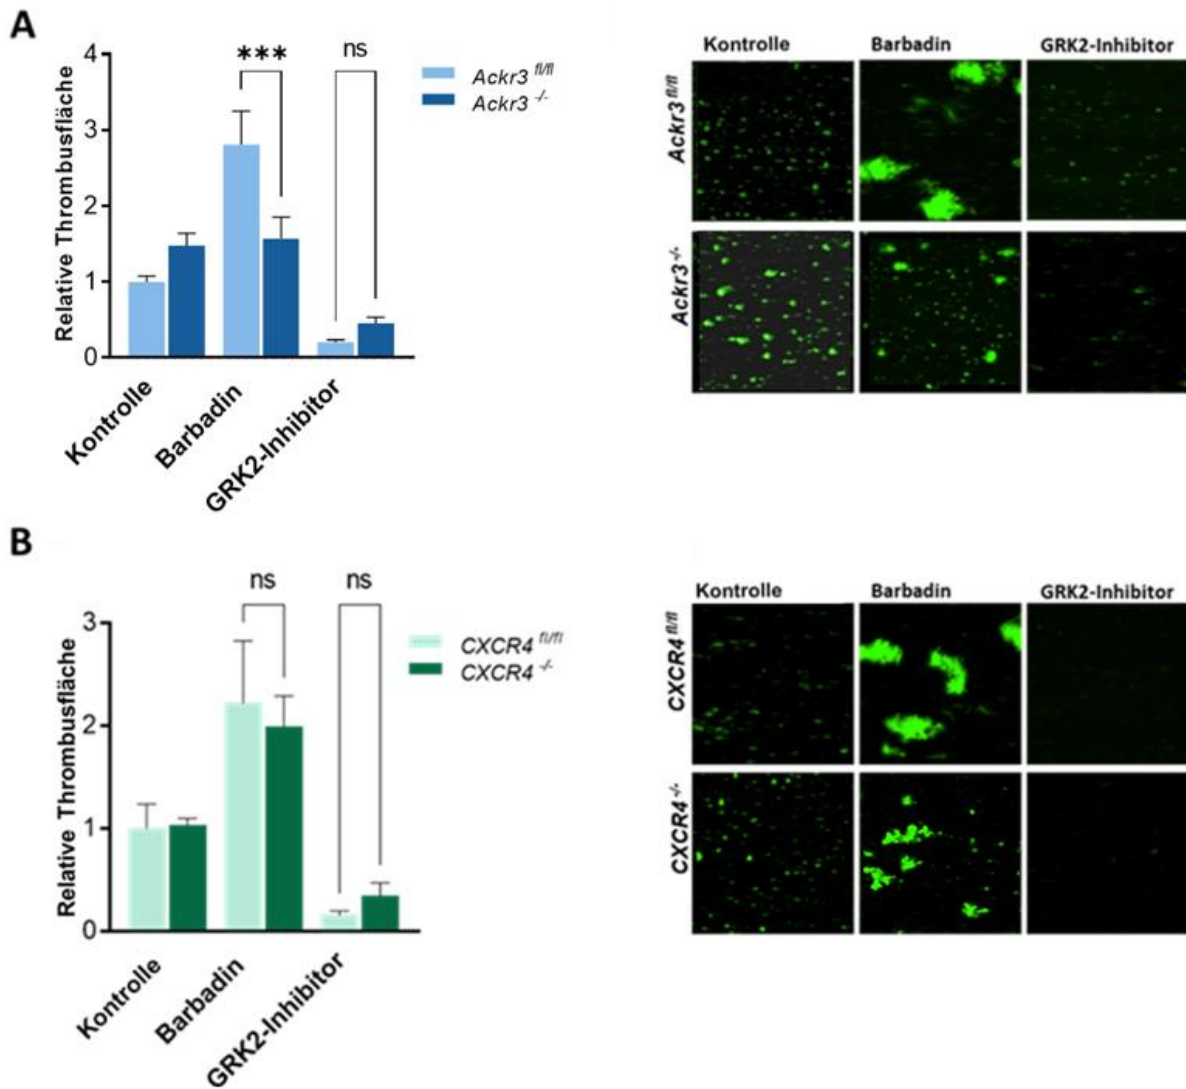 A
Relative Thrombusfläche
4
3
2
1
0
***
ns
Ackr3 fl/fl
Ackr3 -/-
Kontrolle
Barbadin
GRK2-Inhibitor
Kontrolle Barbadin GRK2-Inhibitor
Ackr3 fl/fl
Ackr3 -/-
B
Relative Thrombusfläche
3
2
1
0
ns
ns
CXCR4 fl/fl
CXCR4 -/-
Kontrolle
Barbadin
GRK2-Inhibitor
Kontrolle Barbadin GRK2-Inhibitor
CXCR4 fl/fl
CXCR4 -/-